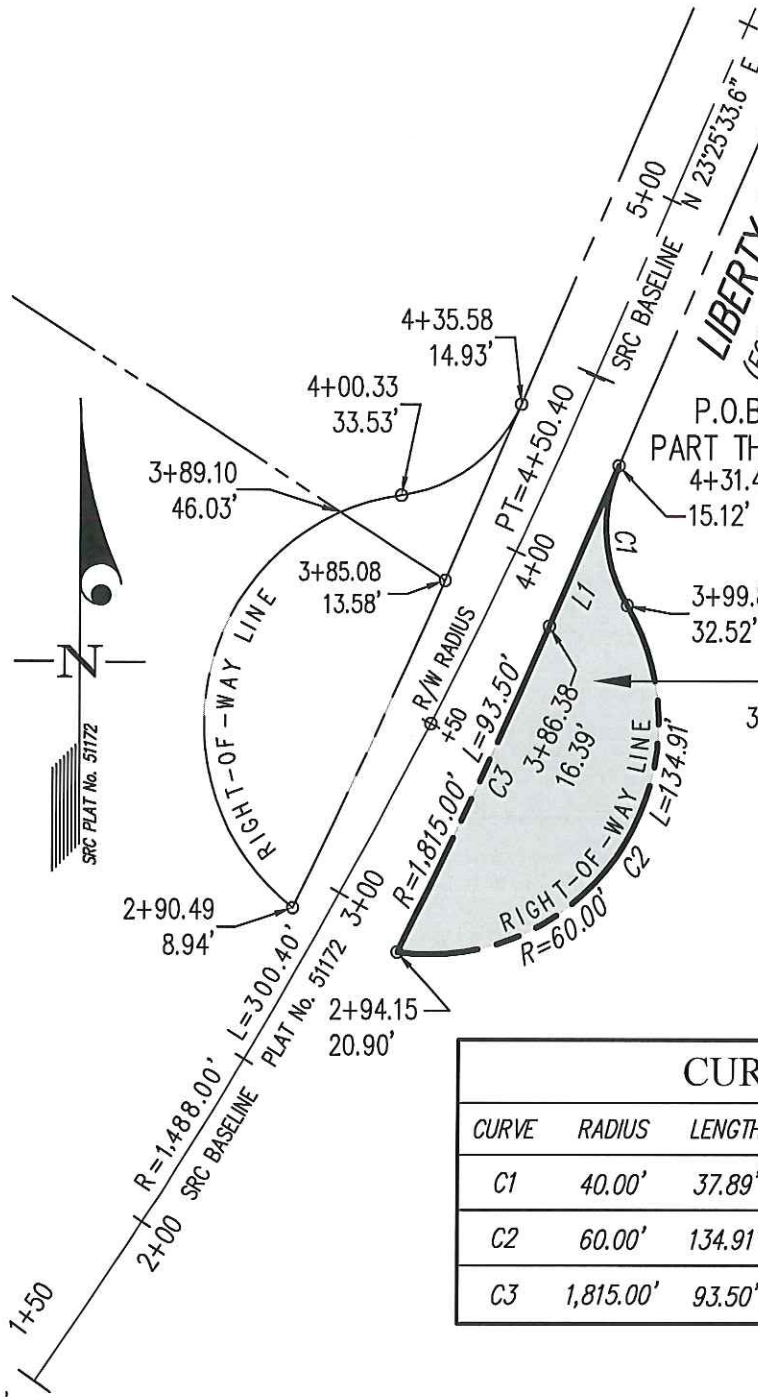 N 23°25'33.6" E
5+00
SRC BASELINE
LIBERTY
4+35.58
14.93'
4+00.33
33.53'
3+89.10
46.03'
PT=4+50.40
P.O.B
PART TH
4+31.4
15.12'
C1
3+85.08
13.58'
4+00
L1
3+99.8
32.52'
RIGHT-OF-WAY LINE
R/W RADIUS
+50
3+86.38
16.39'
N
SRC PLAT No. 51172
R=1,815.00' L=93.50'
C3
RIGHT-OF-WAY LINE
R=60.00' L=134.91'
C2
3
2+90.49
8.94'
3+00
2+94.15
20.90'
R=1,488.00' L=300.40'
SRC BASELINE PLAT No. 51172
2+00
1+50
CUR
CURVE RADIUS LENGTH
C1 40.00' 37.89'
C2 60.00' 134.91
C3 1,815.00' 93.50'